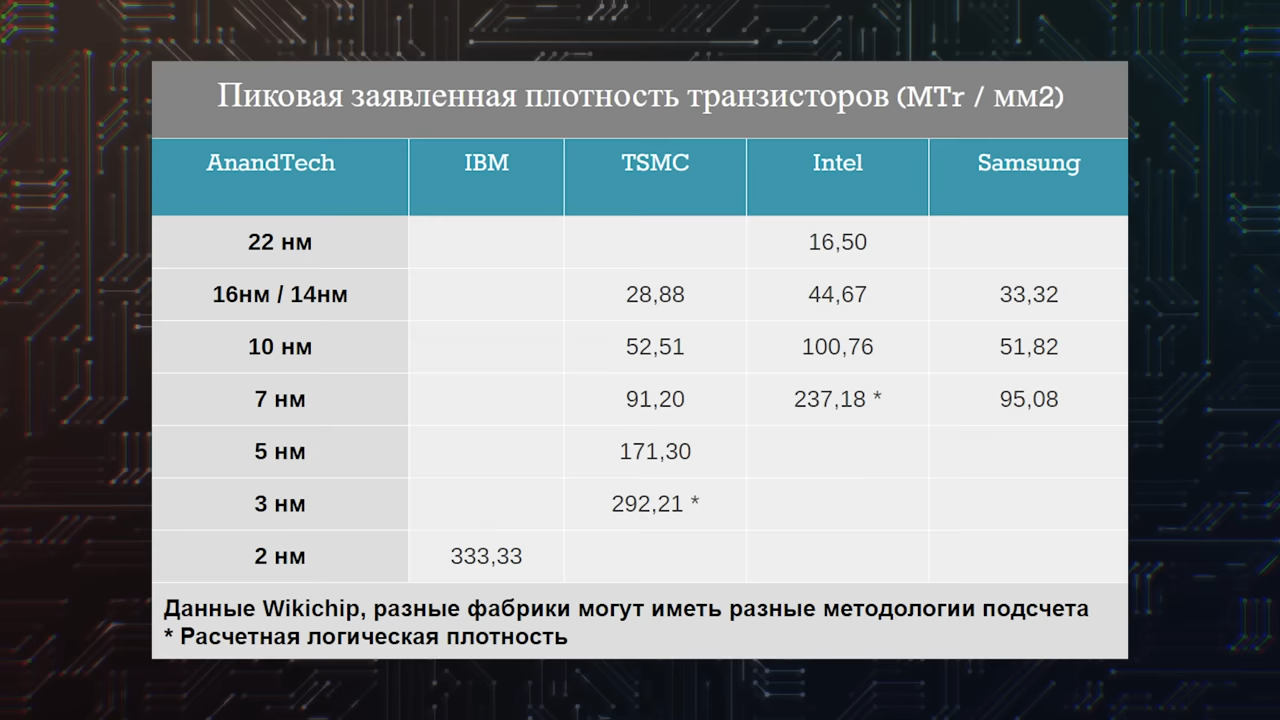 Пиковая заявленная плотность транзисторов (MTr / мм2)
AnandTech IBM TSMC Intel Samsung
22 нм 16,50
16нм / 14нм 28,88 44,67 33,32
10 нм 52,51 100,76 51,82
7 нм 91,20 237,18 * 95,08
5 нм 171,30
3 нм 292,21 *
2 нм 333,33
Данные Wikichip, разные фабрики могут иметь разные методологии подсчета
* Расчетная логическая плотность